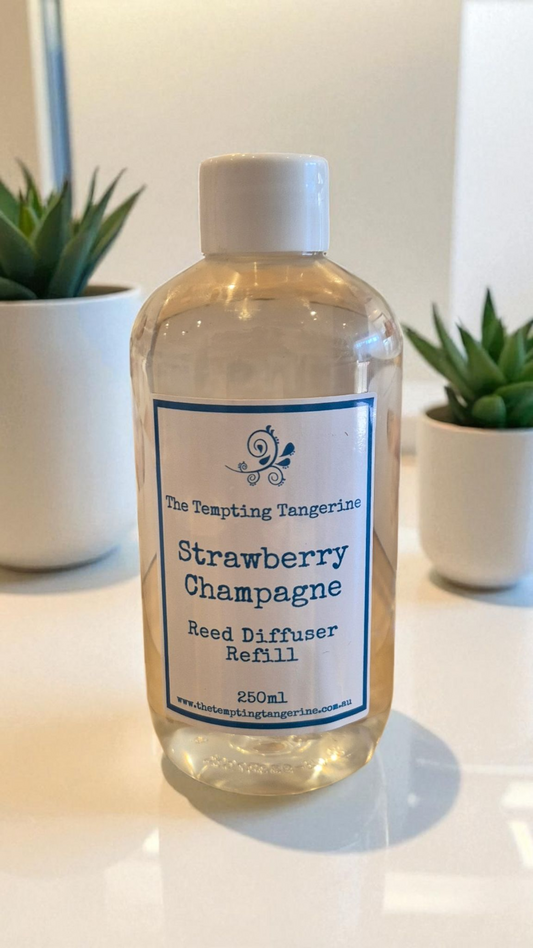 The Tempting Tangerine
Strawberry
Champagne
Reed Diffuser
Refill
250ml
www.thetemptingtangerine.com.au